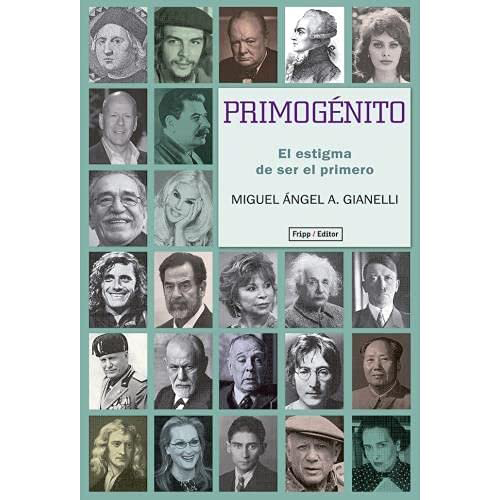 PRIMOGÉNITO
El estigma
de ser el primero
MIGUEL ÁNGEL A. GIANELLI
Fripp / Editor